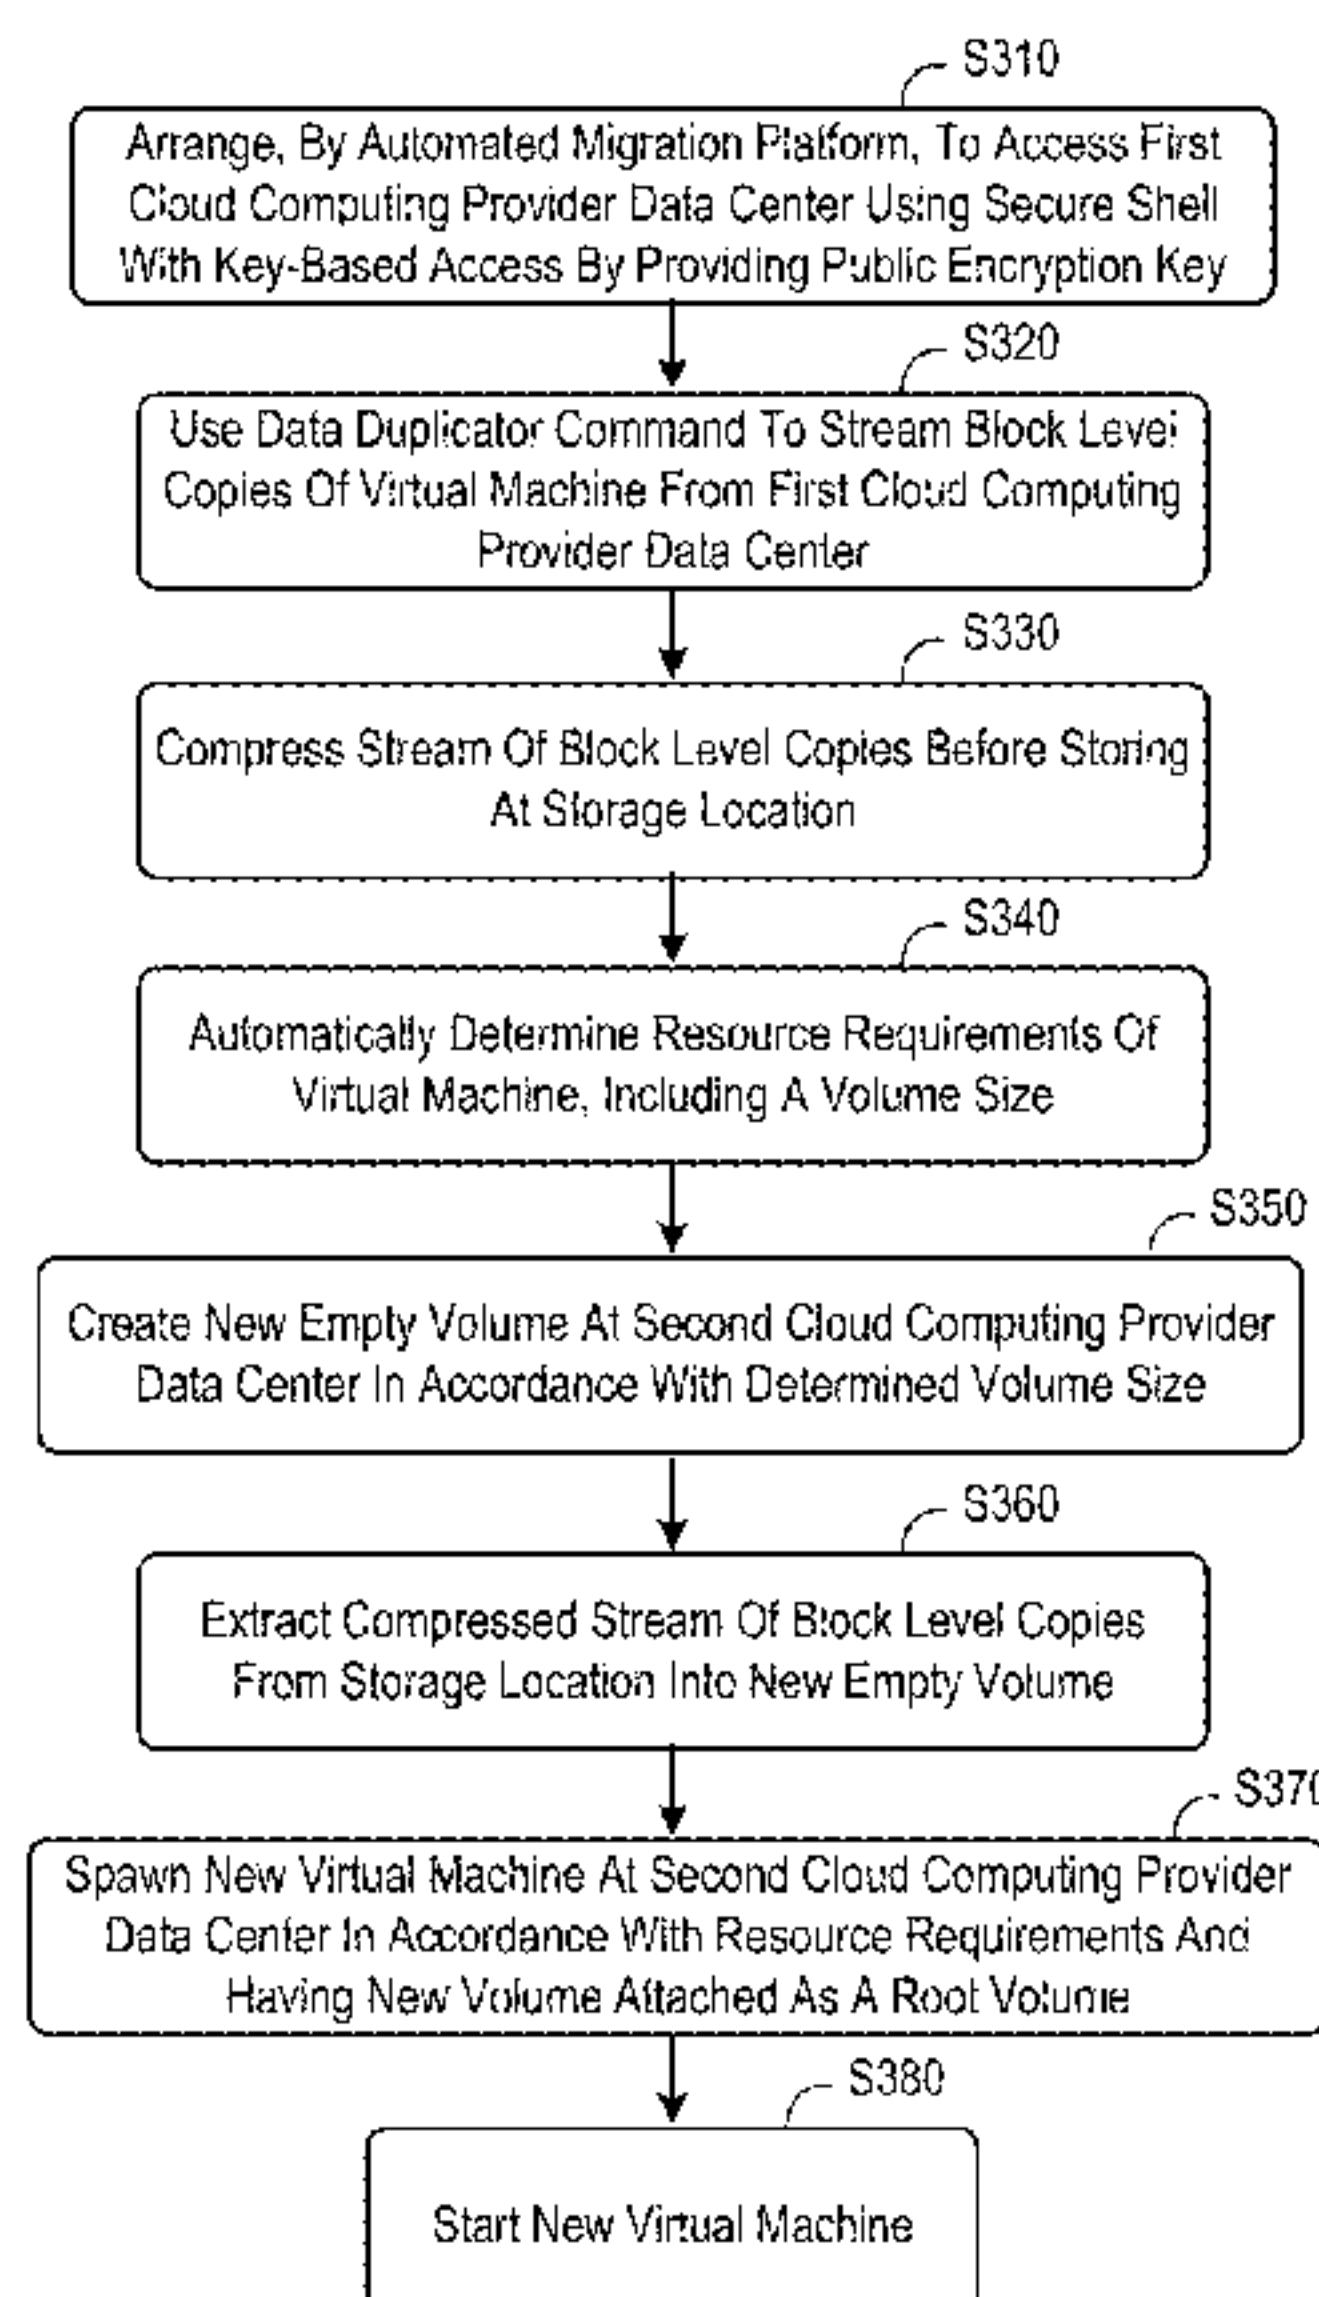 S310
Arrange, By Automated Migration Platform, To Access First
Cloud Computing Provider Data Center Using Secure Shell
With Key-Based Access By Providing Public Encryption Key
S320
Use Data Duplicator Command To Stream Block Level
Copies Of Virtual Machine From First Cloud Computing
Provider Data Center
S330
Compress Stream Of Block Level Copies Before Storing
At Storage Location
S340
Automatically Determine Resource Requirements Of
Virtual Machine, Including A Volume Size
S350
Create New Empty Volume At Second Cloud Computing Provider
Data Center In Accordance With Determined Volume Size
S360
Extract Compressed Stream Of Block Level Copies
From Storage Location Into New Empty Volume
S370
Spawn New Virtual Machine At Second Cloud Computing Provider
Data Center In Accordance With Resource Requirements And
Having New Volume Attached As A Root Volume
S380
Start New Virtual Machine